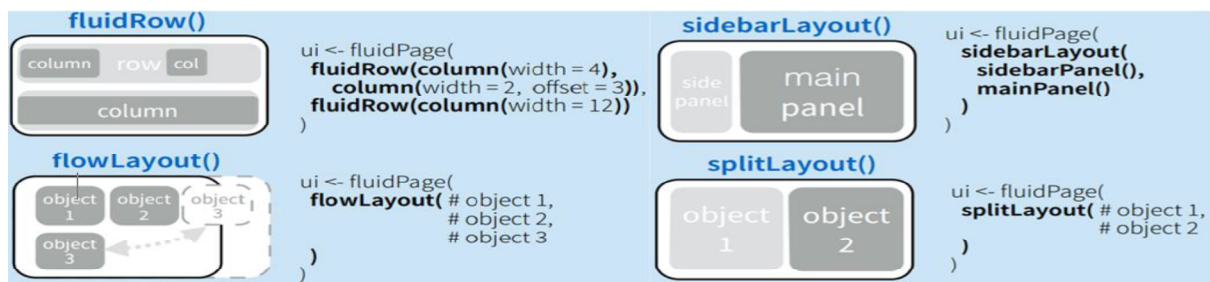 fluidRow()
column row col
column
ui <- fluidPage(
fluidRow(column(width = 4),
column(width = 2, offset = 3)),
fluidRow(column(width = 12))
)
sidebarLayout()
side
panel
main
panel
ui <- fluidPage(
sidebarLayout(
sidebarPanel(),
mainPanel()
)
)
flowLayout()
object
1
object
2
object
3
object
3
ui <- fluidPage(
flowLayout( # object 1,
# object 2,
# object 3
)
)
splitLayout()
object
1
object
2
ui <- fluidPage(
splitLayout( # object 1,
# object 2
)
)